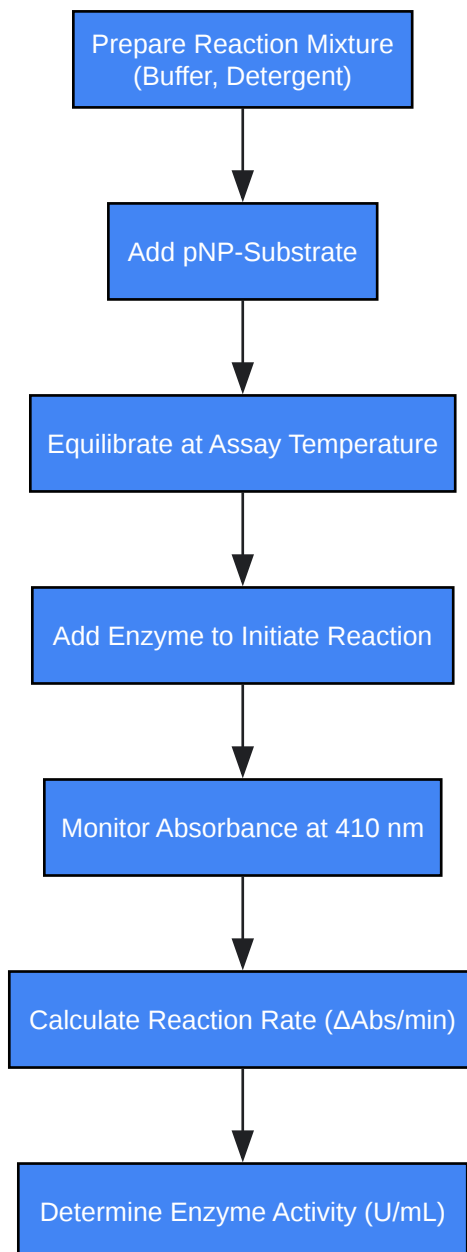 Prepare Reaction Mixture
(Buffer, Detergent)
Add pNP-Substrate
Equilibrate at Assay Temperature
Add Enzyme to Initiate Reaction
Monitor Absorbance at 410 nm
Calculate Reaction Rate (ΔAbs/min)
Determine Enzyme Activity (U/mL)